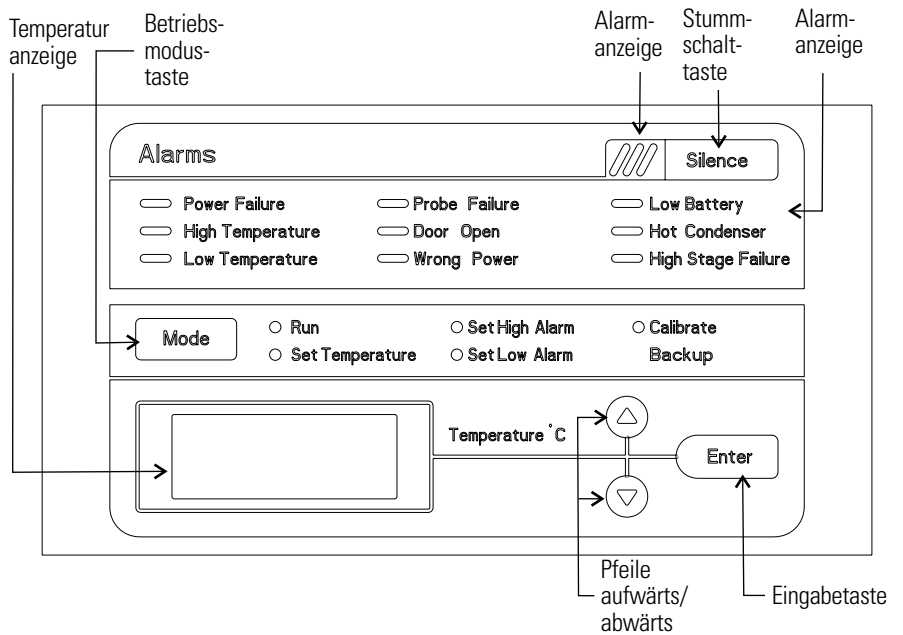 Temperatur
anzeige
Betriebs-
modus-
taste
Alarm-
anzeige
Stumm-
schalt-
taste
Alarm-
anzeige
Alarms
Silence
Power Failure
Probe Failure
Low Battery
High Temperature
Door Open
Hot Condenser
Low Temperature
Wrong Power
High Stage Failure
Mode
Run
Set High Alarm
Calibrate
Set Temperature
Set Low Alarm
Backup
Temperature °C
Enter
Pfeile
aufwärts/
abwärts
Eingabetaste